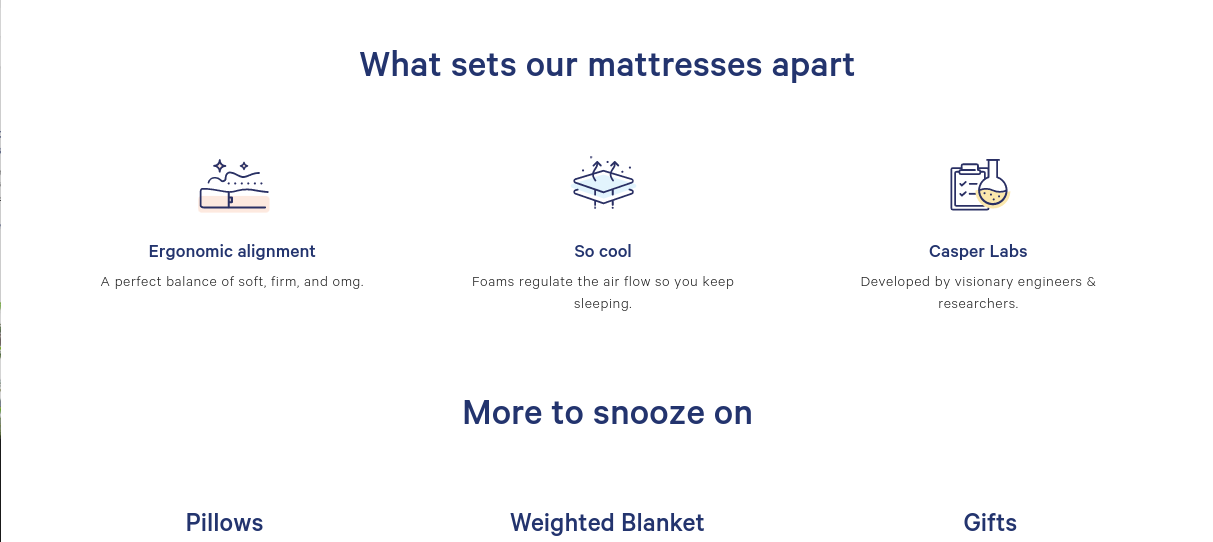 What sets our mattresses apart
Ergonomic alignment
A perfect balance of soft, firm, and omg.
So cool
Foams regulate the air flow so you keep
sleeping.
Casper Labs
Developed by visionary engineers &
researchers.
More to snooze on
Pillows
Weighted Blanket
Gifts